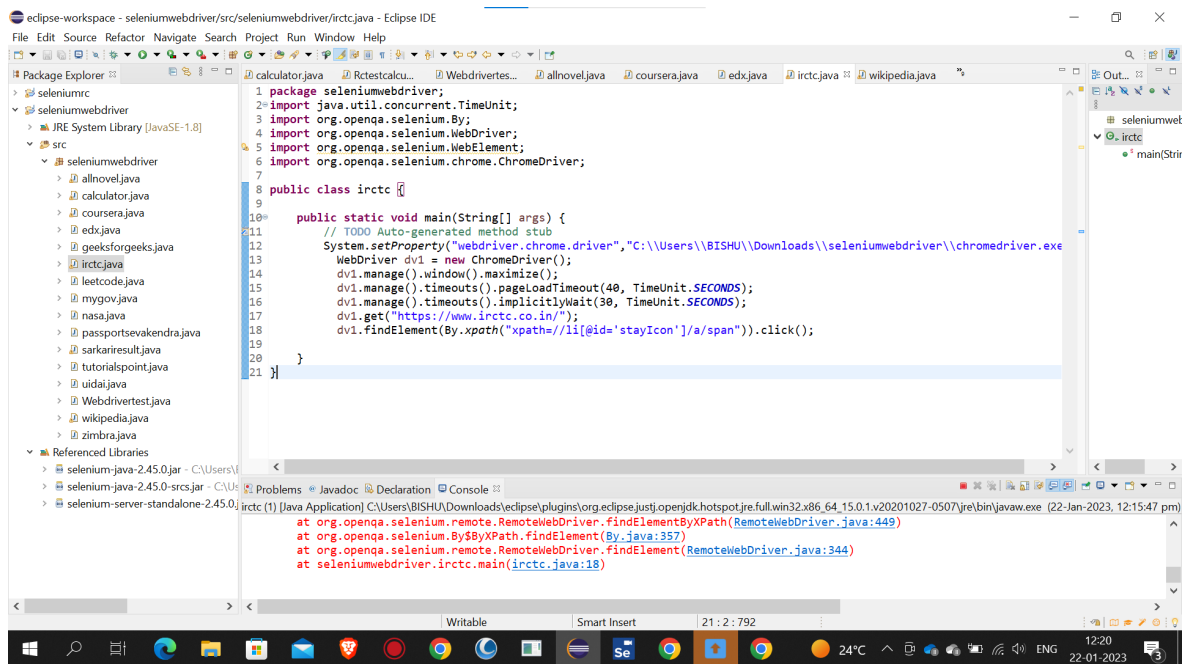 eclipse-workspace - seleniumwebdriver/src/seleniumwebdriver/irctc.java - Eclipse IDE
File Edit Source Refactor Navigate Search Project Run Window Help
Package Explorer
seleniumrc
seleniumwebdriver
JRE System Library [JavaSE-1.8]
src
seleniumwebdriver
allnovel.java
calculator.java
coursera.java
edx.java
geeksforgeeks.java
irctc.java
leetcode.java
mygov.java
nasa.java
passportsevakendra.java
sarkariresult.java
tutorialspoint.java
uidai.java
Webdrivertest.java
wikipedia.java
zimbra.java
Referenced Libraries
selenium-java-2.45.0.jar - C:\Users\
selenium-java-2.45.0-srcs.jar - C:\Us
selenium-server-standalone-2.45.0.j
calculator.java Rctestcalcu... Webdrivertes... allnovel.java coursera.java edx.java irctc.java wikipedia.java
1 package seleniumwebdriver;
2 import java.util.concurrent.TimeUnit;
3 import org.openqa.selenium.By;
4 import org.openqa.selenium.WebDriver;
5 import org.openqa.selenium.WebElement;
6 import org.openqa.selenium.chrome.ChromeDriver;
7
8 public class irctc {
9
10 public static void main(String[] args) {
11 // TODO Auto-generated method stub
12 System.setProperty("webdriver.chrome.driver","C:\\Users\\BISHU\\Downloads\\seleniumwebdriver\\chromedriver.exe
13 WebDriver dv1 = new ChromeDriver();
14 dv1.manage().window().maximize();
15 dv1.manage().timeouts().pageLoadTimeout(40, TimeUnit.SECONDS);
16 dv1.manage().timeouts().implicitlyWait(30, TimeUnit.SECONDS);
17 dv1.get("https://www.irctc.co.in/");
18 dv1.findElement(By.xpath("xpath=//li[@id='stayIcon']/a/span")).click();
19
20 }
21 }
Out...
seleniumweb
irctc
main(Strin
Problems Javadoc Declaration Console
irctc (1) [Java Application] C:\Users\BISHU\Downloads\eclipse\plugins\org.eclipse.justj.openjdk.hotspot.jre.full.win32.x86_64_15.0.1.v20201027-0507\jre\bin\javaw.exe (22-Jan-2023, 12:15:47 pm)
at org.openqa.selenium.remote.RemoteWebDriver.findElementByXPath(RemoteWebDriver.java:449)
at org.openqa.selenium.By$ByXPath.findElement(By.java:357)
at org.openqa.selenium.remote.RemoteWebDriver.findElement(RemoteWebDriver.java:344)
at seleniumwebdriver.irctc.main(irctc.java:18)
Writable Smart Insert 21 : 2 : 792
Se
24°C ENG
12:20
22-01-2023
3